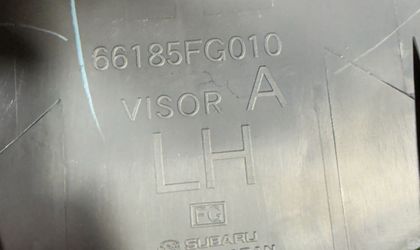 66185FG010
VISOR A
LH
FG
SUBARU